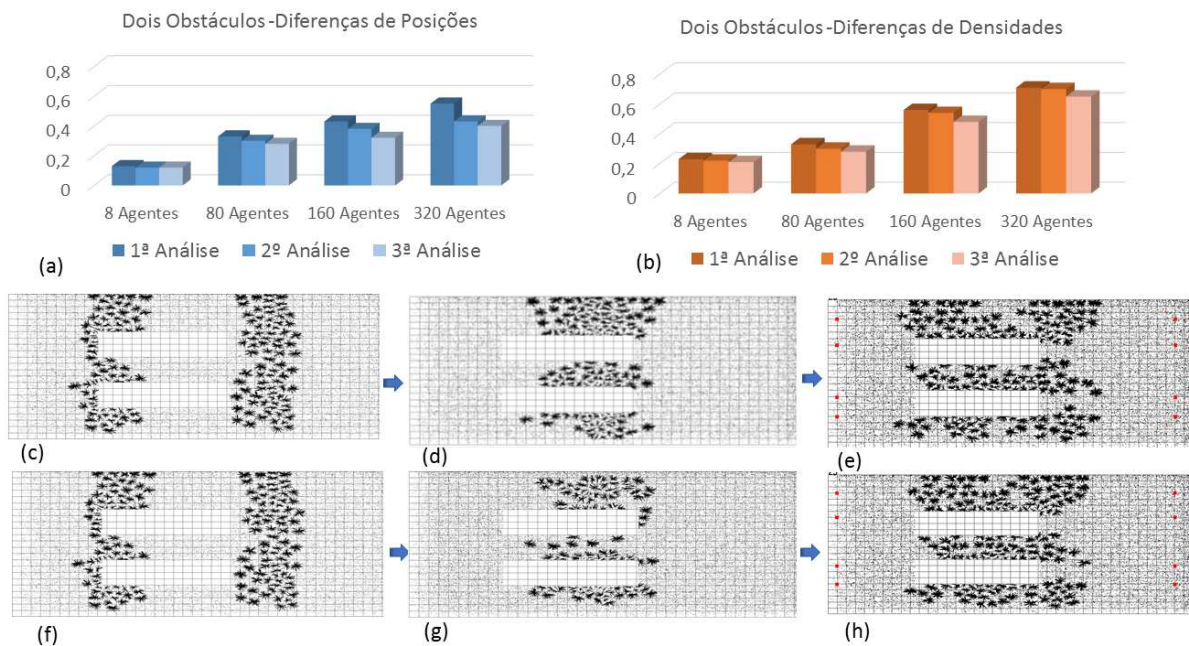 Dois Obstáculos -Diferenças de Posições
0,8
0,6
0,4
0,2
0
8 Agentes 80 Agentes 160 Agentes 320 Agentes
1ª Análise 2º Análise 3ª Análise
(a)
Dois Obstáculos -Diferenças de Densidades
0,8
0,6
0,4
0,2
0
8 Agentes 80 Agentes 160 Agentes 320 Agentes
1ª Análise 2º Análise 3ª Análise
(b)
(c)
(d)
(e)
(f)
(g)
(h)